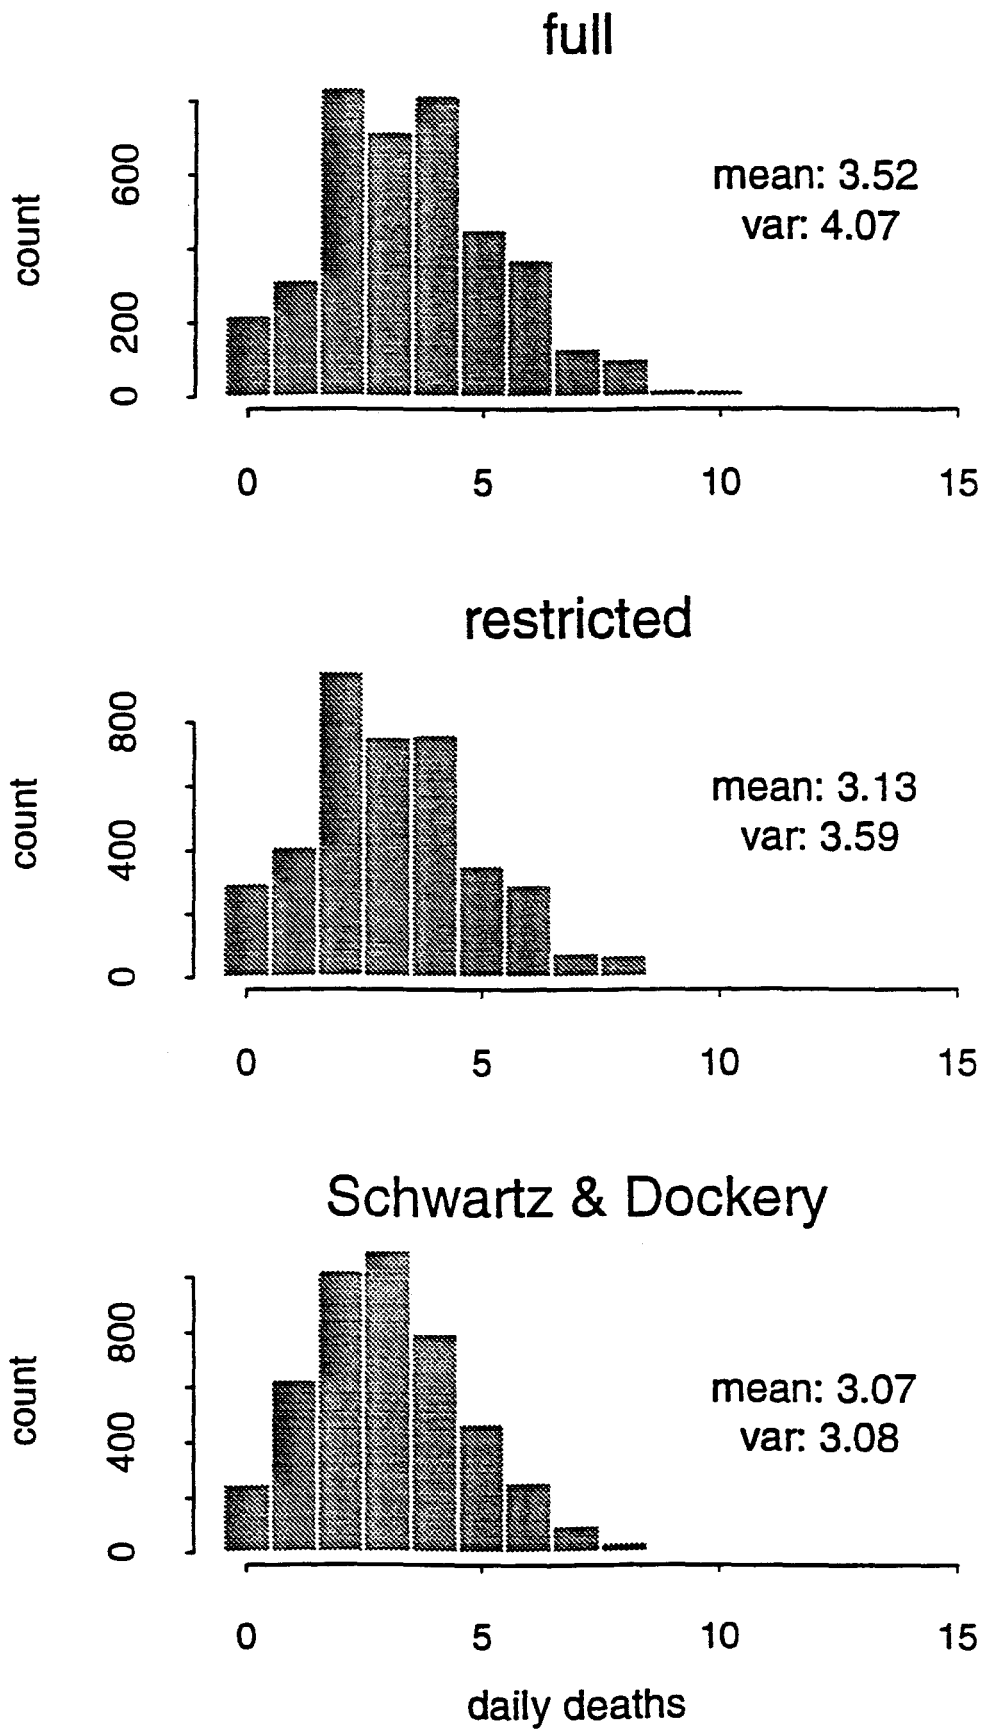 full
count
600
200
0
mean: 3.52
var: 4.07
0 5 10 15
restricted
count
800
400
0
mean: 3.13
var: 3.59
0 5 10 15
Schwartz & Dockery
count
800
400
0
mean: 3.07
var: 3.08
0 5 10 15
daily deaths